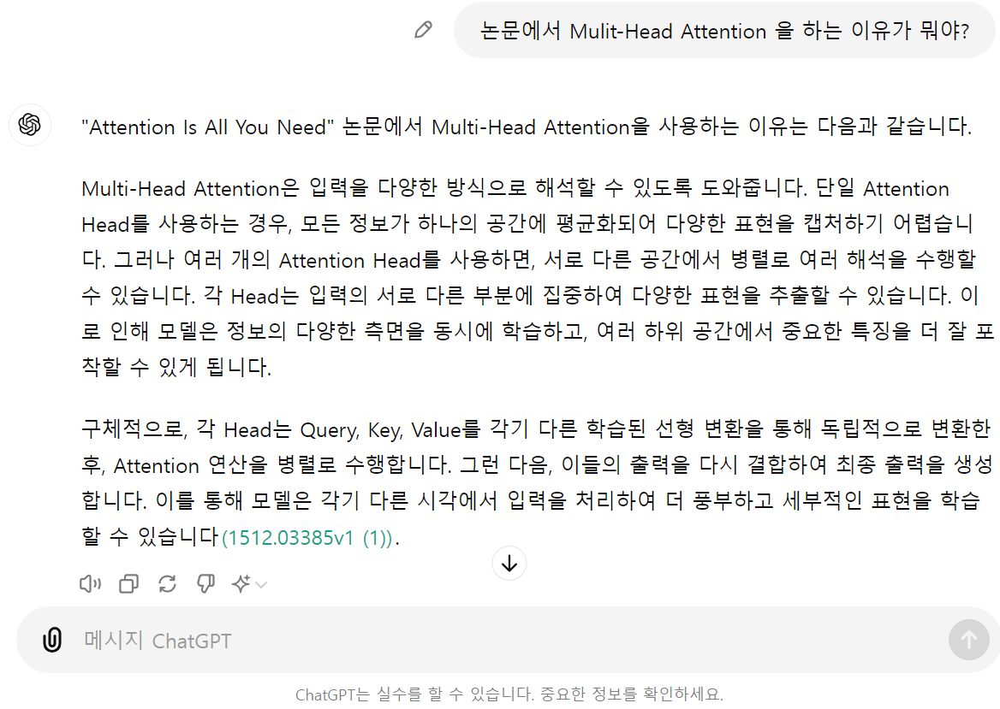 논문에서 Mulit-Head Attention 을 하는 이유가 뭐야?
"Attention Is All You Need" 논문에서 Multi-Head Attention을 사용하는 이유는 다음과 같습니다.
Multi-Head Attention은 입력을 다양한 방식으로 해석할 수 있도록 도와줍니다. 단일 Attention
Head를 사용하는 경우, 모든 정보가 하나의 공간에 평균화되어 다양한 표현을 캡처하기 어렵습니
다. 그러나 여러 개의 Attention Head를 사용하면, 서로 다른 공간에서 병렬로 여러 해석을 수행할
수 있습니다. 각 Head는 입력의 서로 다른 부분에 집중하여 다양한 표현을 추출할 수 있습니다. 이
로 인해 모델은 정보의 다양한 측면을 동시에 학습하고, 여러 하위 공간에서 중요한 특징을 더 잘 포
착할 수 있게 됩니다.
구체적으로, 각 Head는 Query, Key, Value를 각기 다른 학습된 선형 변환을 통해 독립적으로 변환한
후, Attention 연산을 병렬로 수행합니다. 그런 다음, 이들의 출력을 다시 결합하여 최종 출력을 생성
합니다. 이를 통해 모델은 각기 다른 시각에서 입력을 처리하여 더 풍부하고 세부적인 표현을 학습
할 수 있습니다(1512.03385v1 (1)).
메시지 ChatGPT
ChatGPT는 실수를 할 수 있습니다. 중요한 정보를 확인하세요.